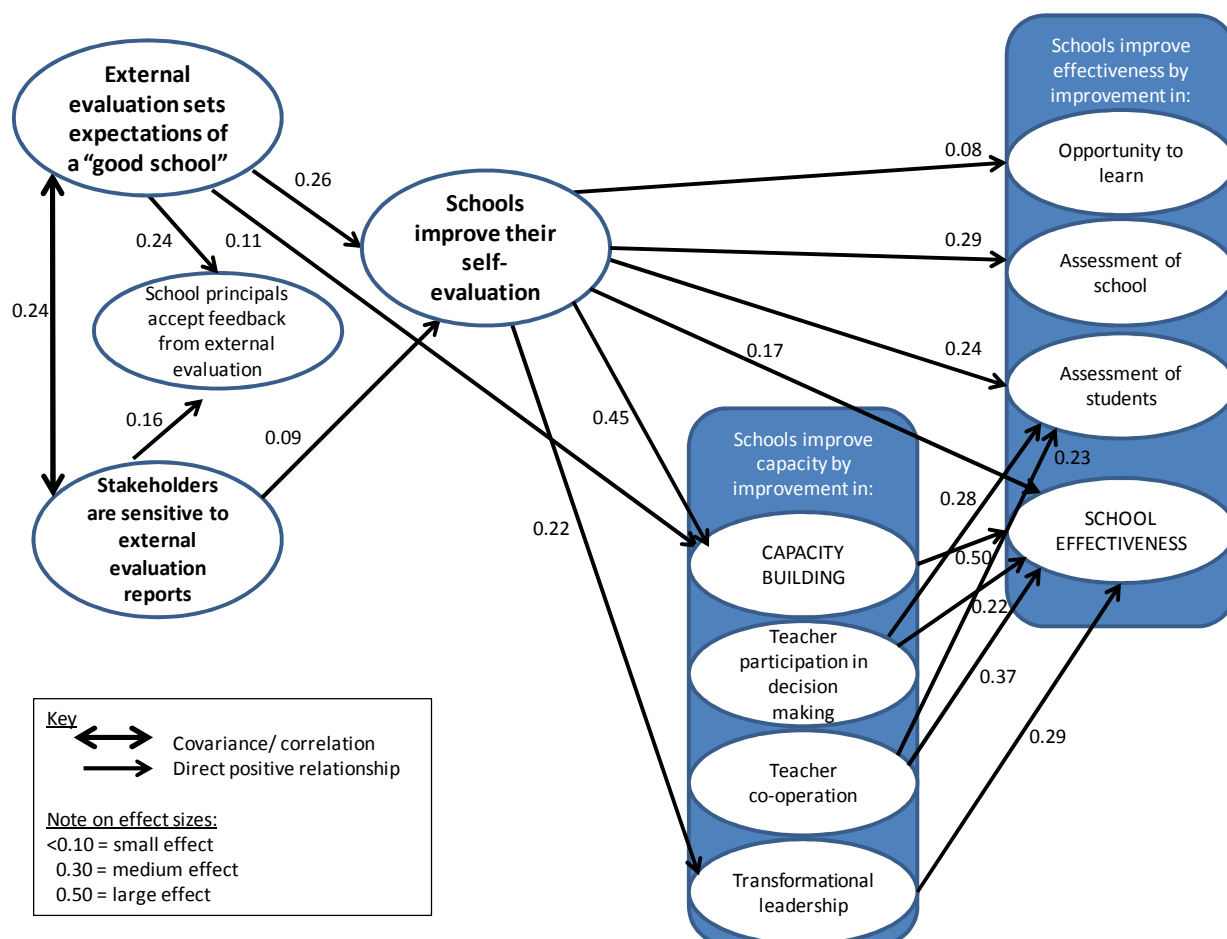 External
evaluation sets
expectations of
a “good school”
0.26
0.24
0.11
0.24
School principals
accept feedback
from external
evaluation
0.16
0.09
Stakeholders
are sensitive to
external
evaluation
reports
Schools
improve their
self-
evaluation
0.08
0.29
0.24
0.17
0.45
0.22
Schools improve
capacity by
improvement in:
CAPACITY
BUILDING
Teacher
participation in
decision
making
Teacher
co-operation
Transformational
leadership
0.28
0.23
0.50
0.22
0.37
0.29
Schools improve
effectiveness by
improvement in:
Opportunity to
learn
Assessment of
school
Assessment of
students
SCHOOL
EFFECTIVENESS
Key
Covariance/ correlation
Direct positive relationship
Note on effect sizes:
<0.10 = small effect
0.30 = medium effect
0.50 = large effect